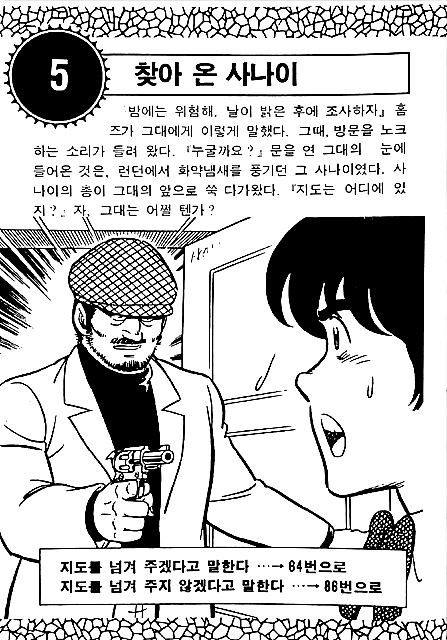 5
찾아 온 사나이
『밤에는 위험해. 날이 밝은 후에 조사하자』 홈
즈가 그대에게 이렇게 말했다. 그때, 방문을 노크
하는 소리가 들려 왔다. 『누굴까요?』 문을 연 그대의 눈에
들어온 것은, 런던에서 화약냄새를 풍기던 그 사나이였다. 사
나이의 총이 그대의 앞으로 쑥 다가왔다. 『지도는 어디에 있
지?』 자, 그대는 어쩔 텐가?
지도를 넘겨 주겠다고 말한다 …→ 64번으로
지도를 넘겨 주지 않겠다고 말한다 …→ 86번으로